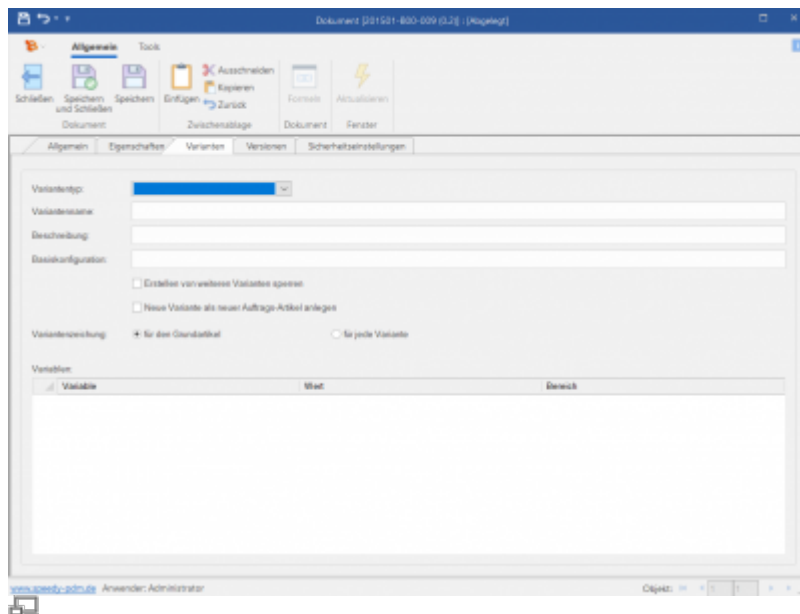 Dokument [201501-800-009 (0.2)] : [Abgelegt]
Allgemein Tools
Schließen Speichern und Schließen Speichern Einfügen Ausschneiden Kopieren Zurück Formeln Aktualisieren
Dokument Zwischenablage Dokument Fenster
Allgemein Eigenschaften Varianten Versionen Sicherheitseinstellungen
Variantentyp:
Variantenname:
Beschreibung:
Basiskonfiguration:
Erstellen von weiteren Varianten sperren
Neue Variante als neuer Auftrags-Artikel anlegen
Variantenzeichnung: für den Grundartikel für jede Variante
Variablen:
Variable Wert Bereich
www.speedy-pdm.de Anwender: Administrator Objekt: 1 1